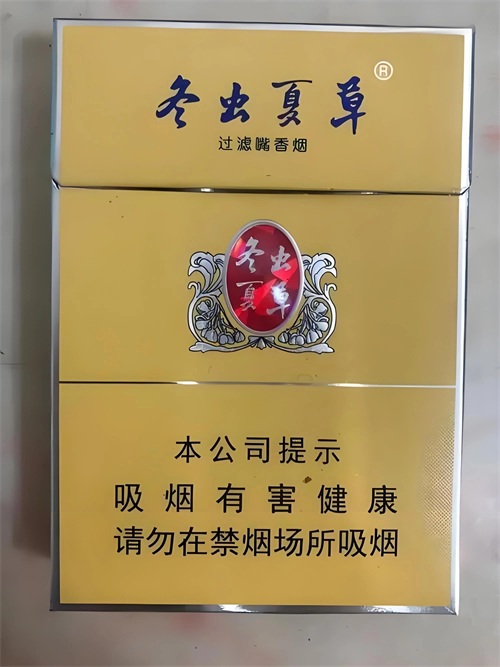 冬虫夏草®
过滤嘴香烟
冬虫
夏草
本公司提示
吸烟有害健康
请勿在禁烟场所吸烟